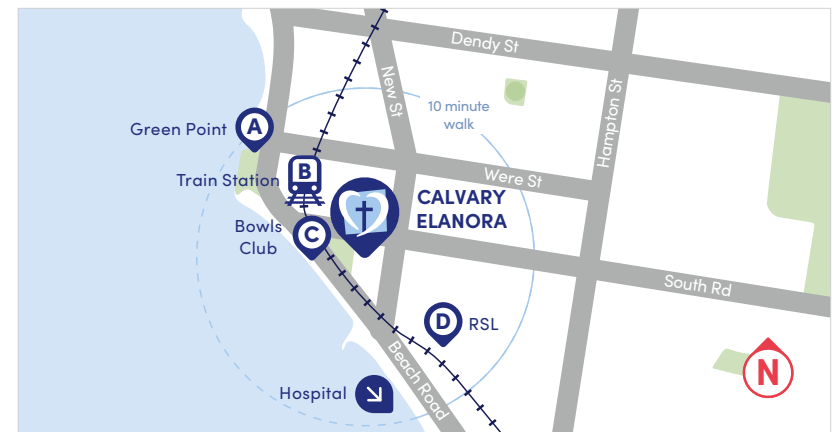 Dendy St
New St
Hampton St
10 minute
walk
A
Green Point
B
Train Station
Were St
CALVARY
ELANORA
Bowls
Club
C
South Rd
D
RSL
Beach Road
N
Hospital